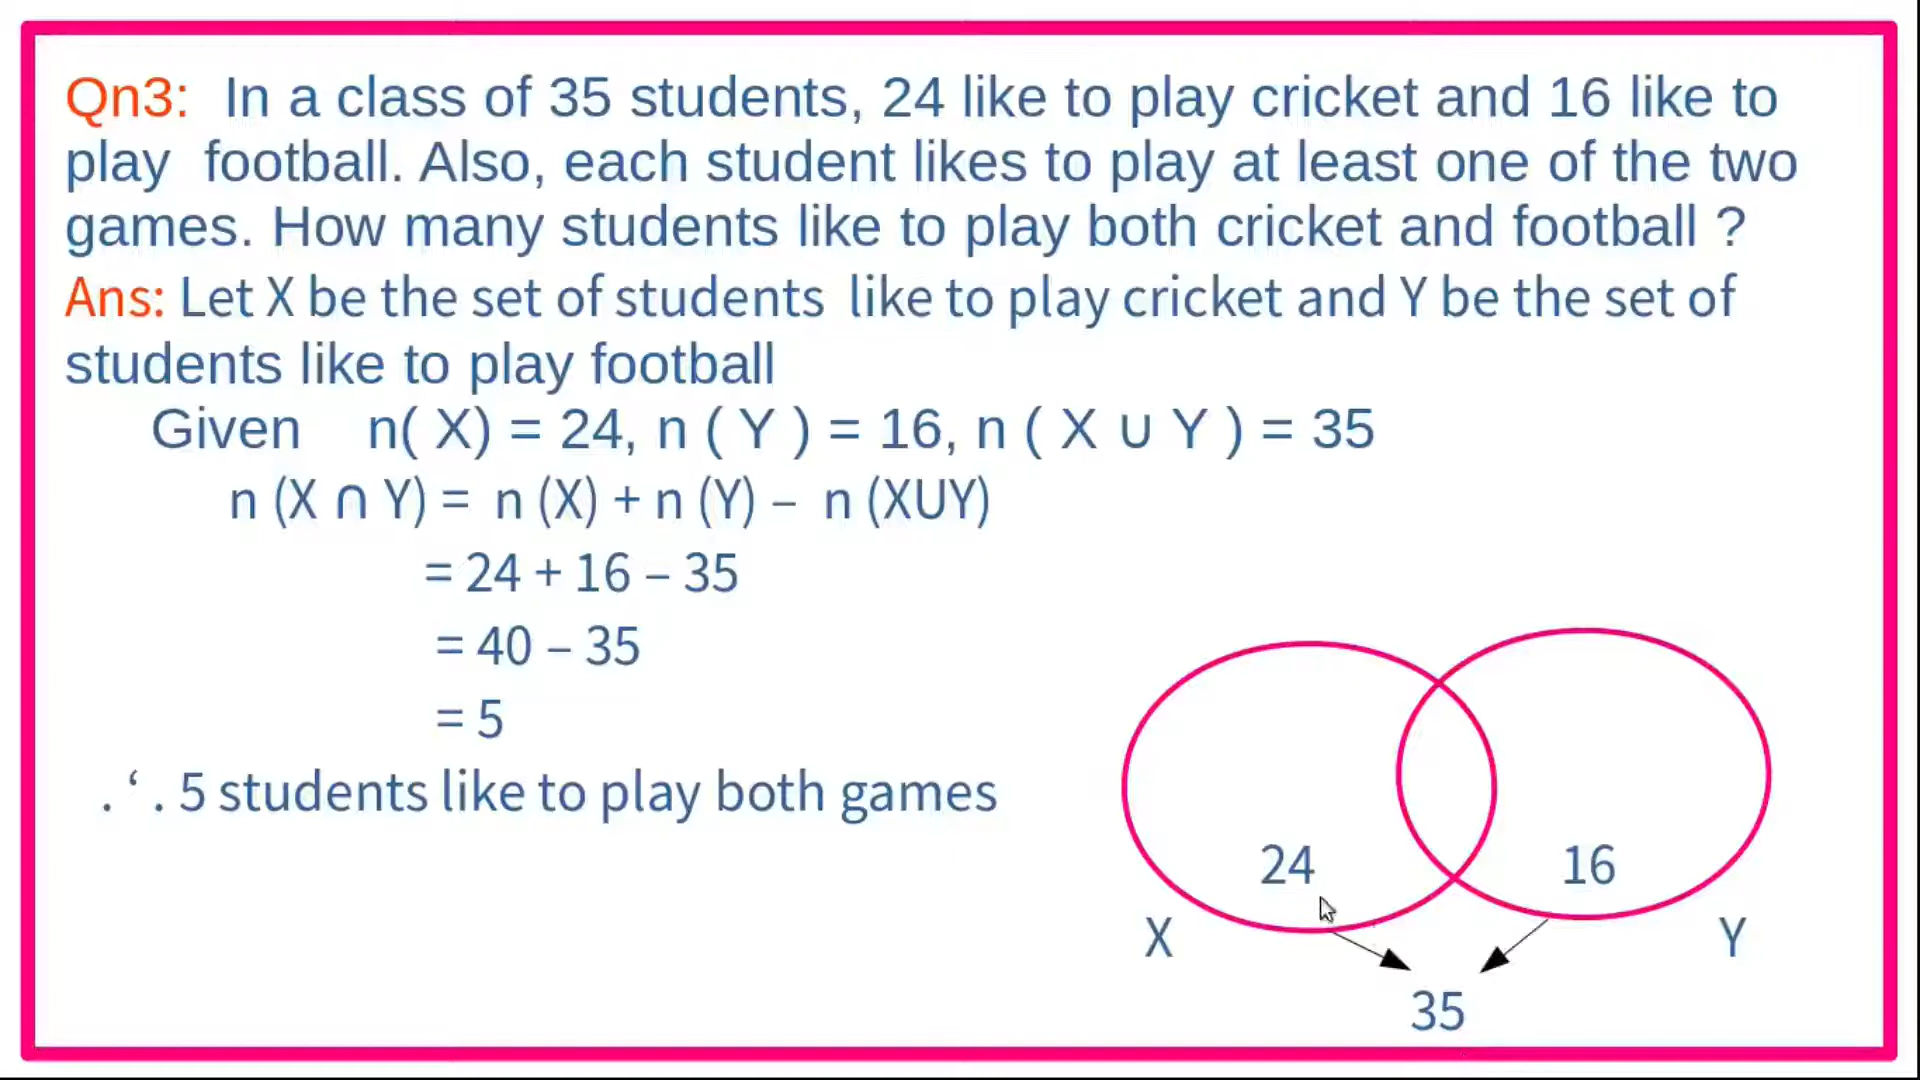 Qn3: In a class of 35 students, 24 like to play cricket and 16 like to
play football. Also, each student likes to play at least one of the two
games. How many students like to play both cricket and football ?
Ans: Let X be the set of students like to play cricket and Y be the set of
students like to play football
Given n( X) = 24, n ( Y ) = 16, n ( X ∪ Y ) = 35
n (X ∩ Y) = n (X) + n (Y) – n (XUY)
= 24 + 16 – 35
= 40 – 35
= 5
. ‘ . 5 students like to play both games
24 16
X Y
35